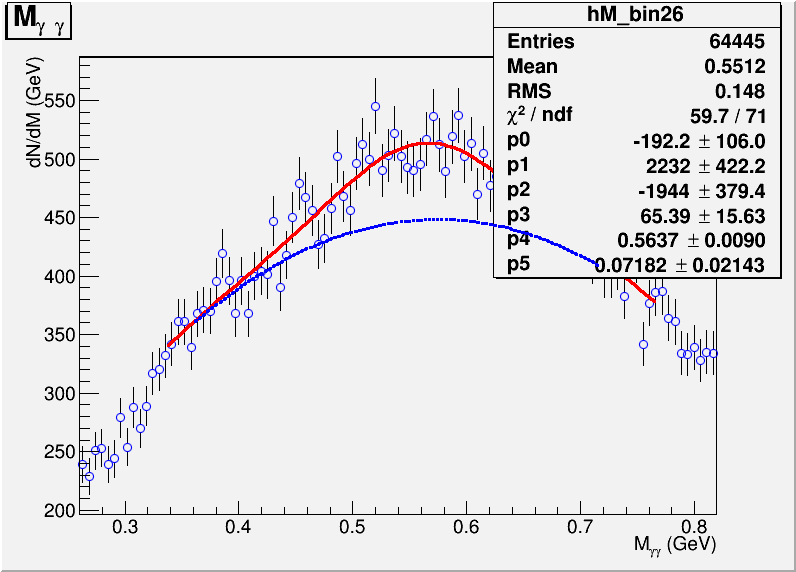 M γ γ
hM_bin26
Entries 64445
Mean 0.5512
RMS 0.148
χ² / ndf 59.7 / 71
p0 -192.2 ± 106.0
p1 2232 ± 422.2
p2 -1944 ± 379.4
p3 65.39 ± 15.63
p4 0.5637 ± 0.0090
p5 0.07182 ± 0.02143
dN/dM (GeV)
550
500
450
400
350
300
250
200
0.3 0.4 0.5 0.6 0.7 0.8
Mγγ (GeV)